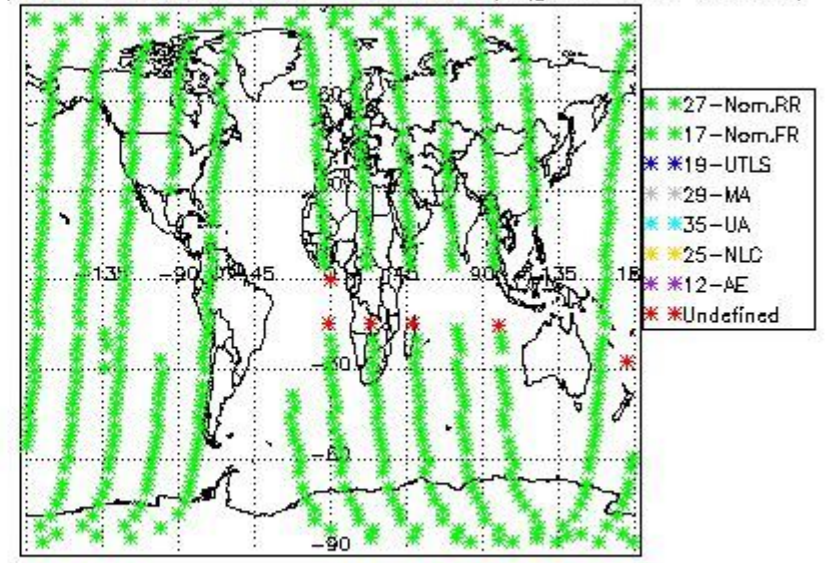 27-Nom.RR
17-Nom.FR
19-UTLS
29-MA
35-UA
25-NLC
12-AE
Undefined
60
-135 -90 45 45 90 135
-30
-60
-90